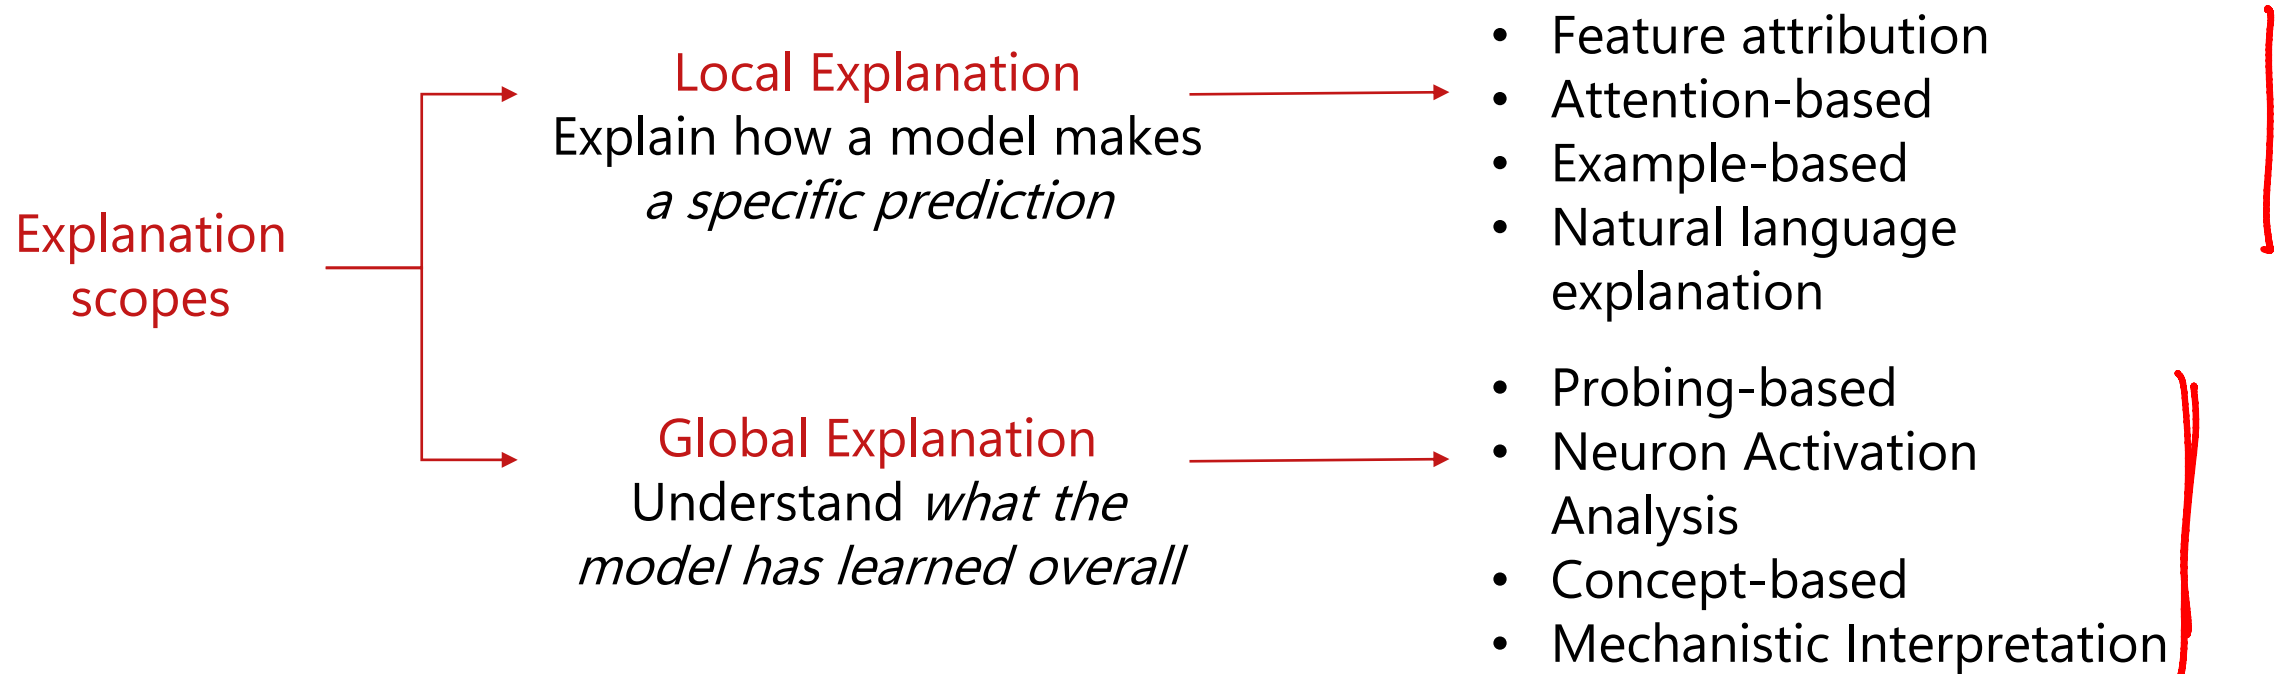 Explanation
scopes
Local Explanation
Explain how a model makes
a specific prediction
• Feature attribution
• Attention-based
• Example-based
• Natural language
explanation
Global Explanation
Understand what the
model has learned overall
• Probing-based
• Neuron Activation
Analysis
• Concept-based
• Mechanistic Interpretation